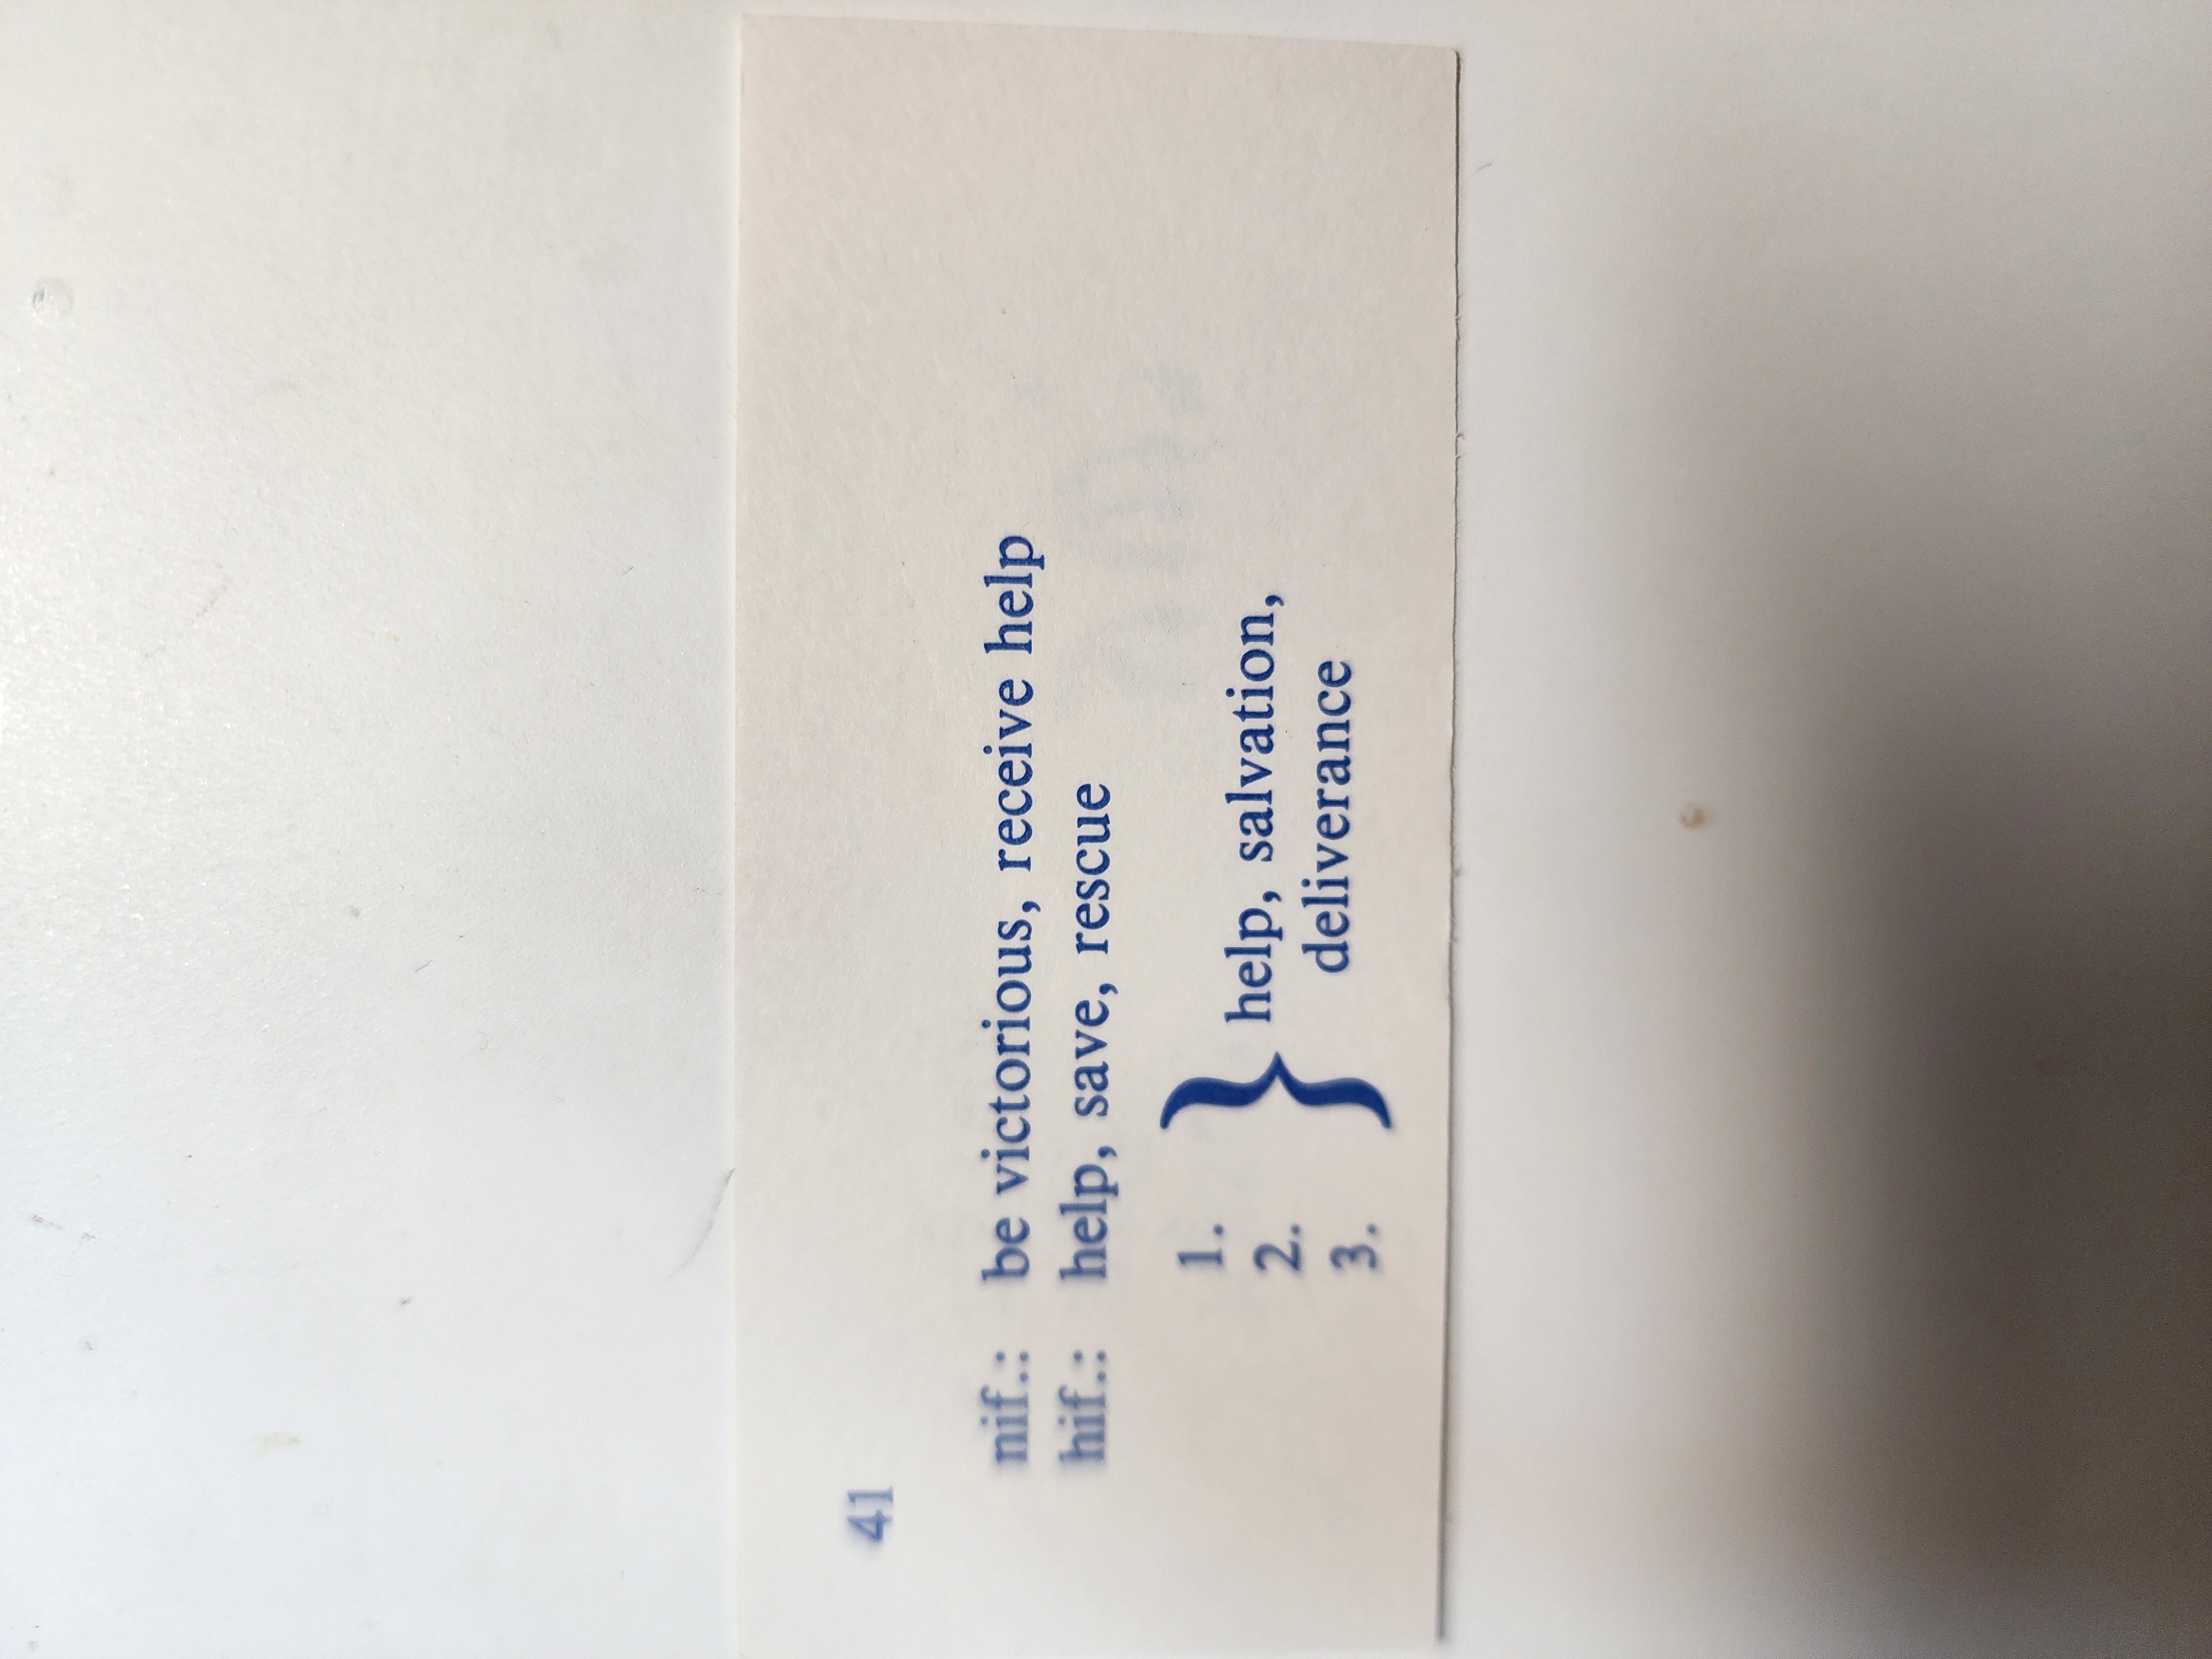 41
nif.: be victorious, receive help
hif.: help, save, rescue
1.
2. } help, salvation,
3. deliverance